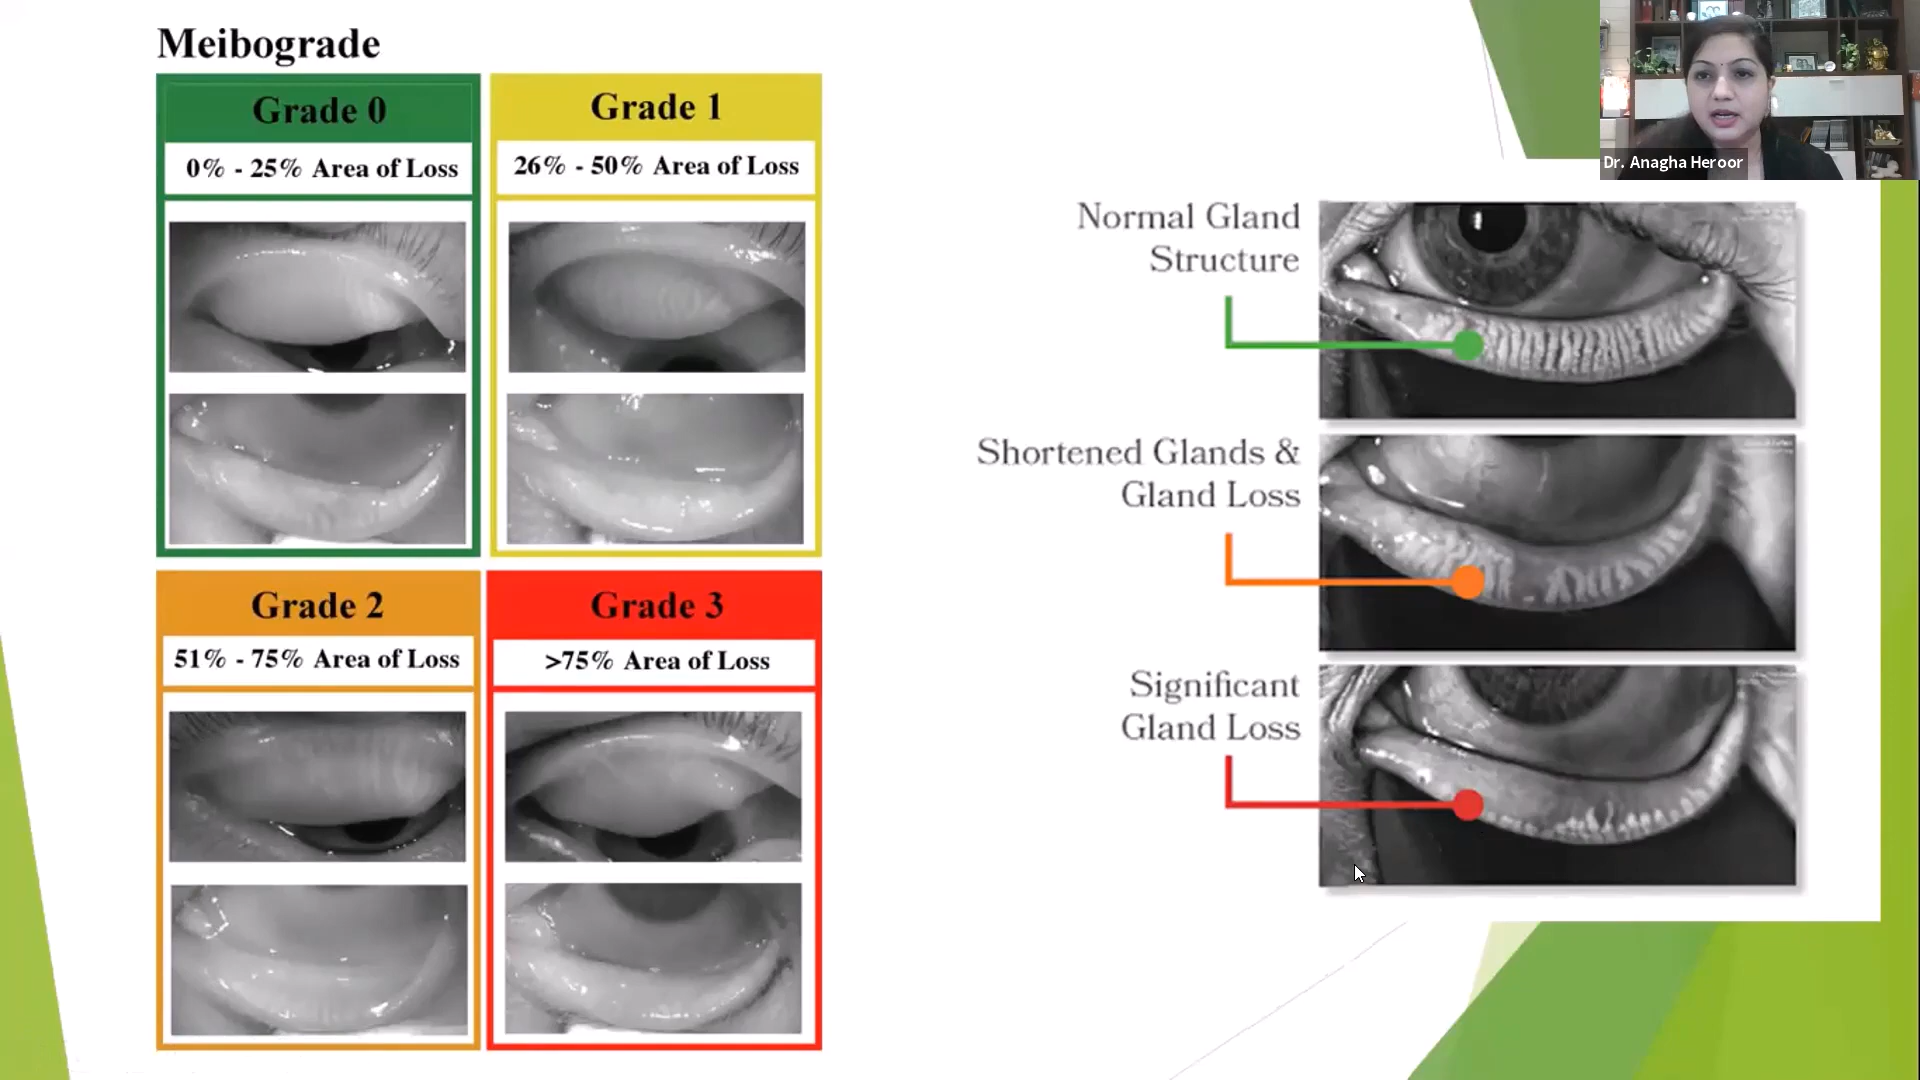 Meibograde
Grade 0
0% - 25% Area of Loss
Grade 1
26% - 50% Area of Loss
Grade 2
51% - 75% Area of Loss
Grade 3
>75% Area of Loss
Normal Gland
Structure
Shortened Glands &
Gland Loss
Significant
Gland Loss
Dr. Anagha Heroor